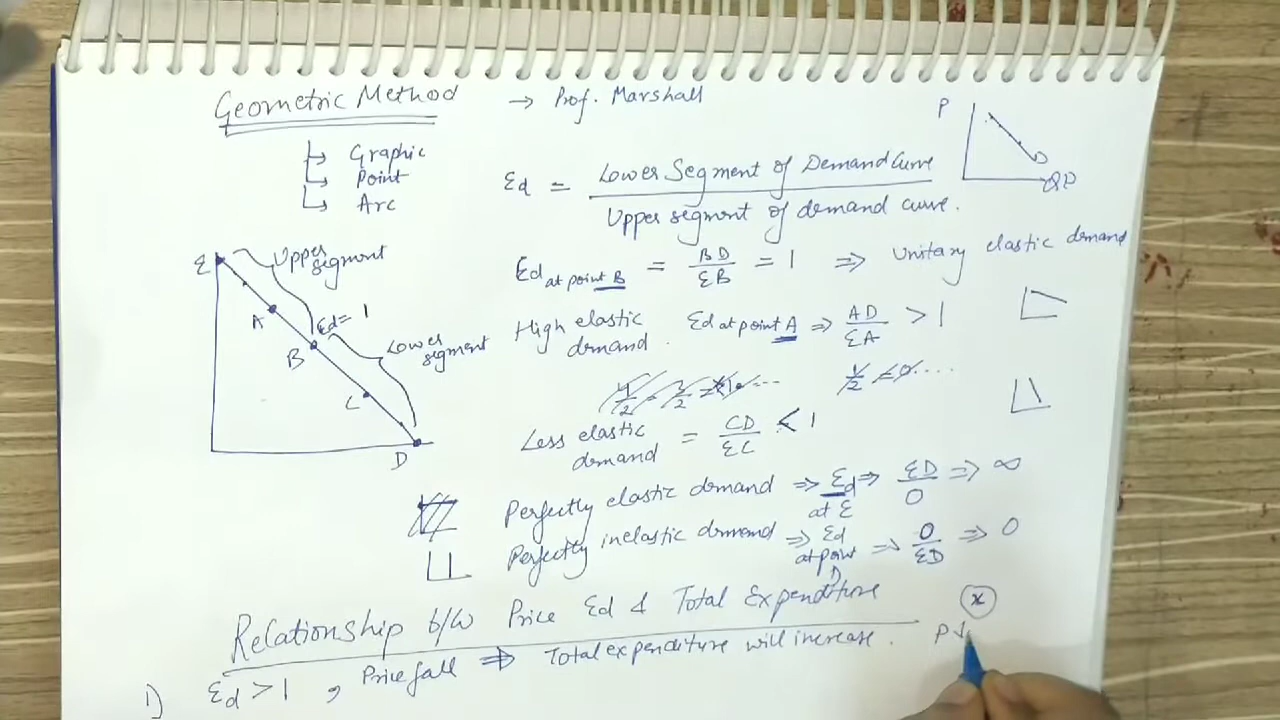 Geometric Method → Prof. Marshall
Graphic
Point
Arc
Ed = Lower Segment of Demand Curve
Upper segment of demand curve.
P
D
QD
E
Upper segment
A
Ed = 1
B
Lower segment
C
D
Ed at point B = BD / EB = 1 ⇒ Unitary elastic demand
High elastic demand. Ed at point A ⇒ AD / EA > 1
Less elastic demand = CD / EC < 1
Perfectly elastic demand ⇒ Ed at E ⇒ ED / 0 ⇒ ∞
Perfectly inelastic demand ⇒ Ed at point D ⇒ 0 / ED ⇒ 0
Relationship b/w Price Ed & Total Expenditure
x
1) Ed > 1 , Price fall ⇒ Total expenditure will increase. P ↓